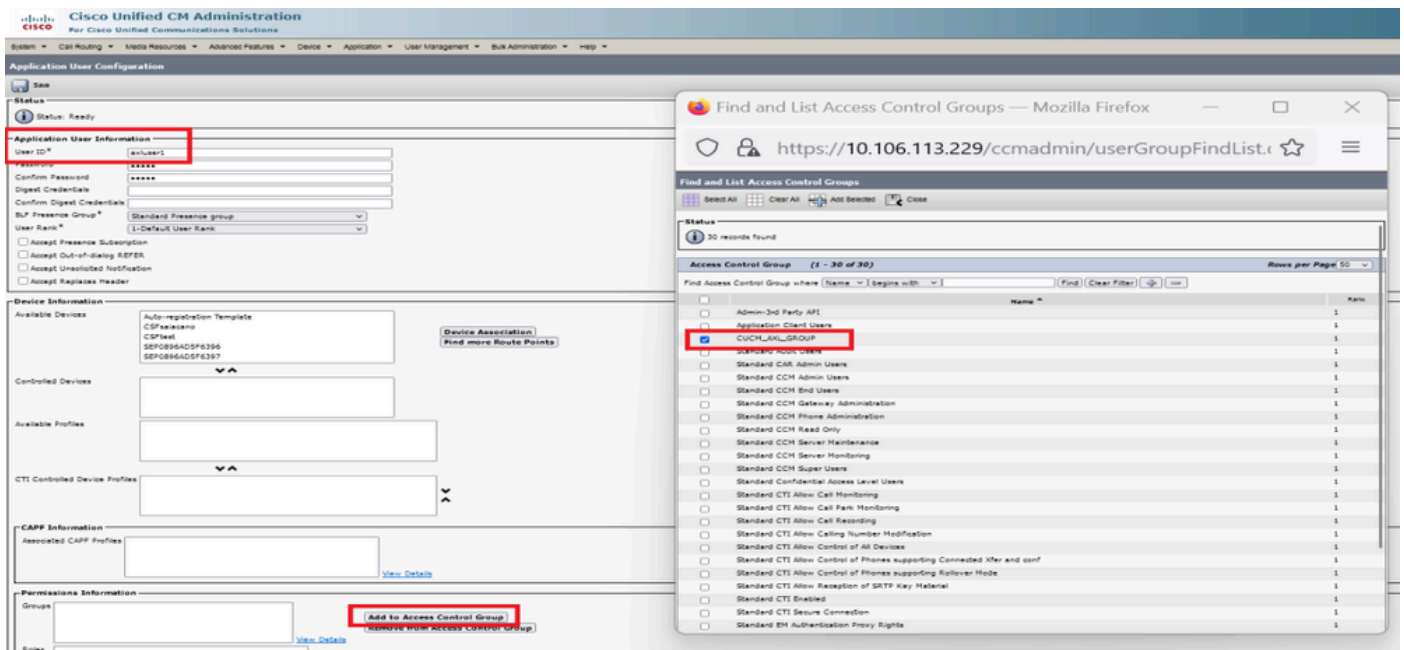 cisco
Cisco Unified CM Administration
For Cisco Unified Communications Solutions
System Call Routing Media Resources Advanced Features Device Application User Management Bulk Administration Help
Application User Configuration
Save
Status
Status: Ready
Application User Information
User ID* axluser1
Password •••••
Confirm Password •••••
Digest Credentials
Confirm Digest Credentials
BLF Presence Group* Standard Presence group
User Rank* 1-Default User Rank
Accept Presence Subscription
Accept Out-of-dialog REFER
Accept Unsolicited Notification
Accept Replaces Header
Device Information
Available Devices
Auto-registration Template
CSFsaiacano
CSFtest
SEP0896AD5F6396
SEP0896AD5F6397
Device Association
Find more Route Points
Controlled Devices
Available Profiles
CTI Controlled Device Profiles
CAPF Information
Associated CAPF Profiles
View Details
Permissions Information
Groups
Add to Access Control Group
Remove from Access Control Group
View Details
Roles
Find and List Access Control Groups — Mozilla Firefox
https://10.106.113.229/ccmadmin/userGroupFindList.
Find and List Access Control Groups
Select All Clear All Add Selected Close
Status
30 records found
Access Control Group (1 - 30 of 30) Rows per Page 50
Find Access Control Group where Name begins with Find Clear Filter
Name Rank
Admin-3rd Party API 1
Application Client Users 1
CUCM_AXL_GROUP 1
Standard Audit Users 1
Standard CAR Admin Users 1
Standard CCM Admin Users 1
Standard CCM End Users 1
Standard CCM Gateway Administration 1
Standard CCM Phone Administration 1
Standard CCM Read Only 1
Standard CCM Server Maintenance 1
Standard CCM Server Monitoring 1
Standard CCM Super Users 1
Standard Confidential Access Level Users 1
Standard CTI Allow Call Monitoring 1
Standard CTI Allow Call Park Monitoring 1
Standard CTI Allow Call Recording 1
Standard CTI Allow Calling Number Modification 1
Standard CTI Allow Control of All Devices 1
Standard CTI Allow Control of Phones supporting Connected Xfer and conf 1
Standard CTI Allow Control of Phones supporting Rollover Mode 1
Standard CTI Allow Reception of SRTP Key Material 1
Standard CTI Enabled 1
Standard CTI Secure Connection 1
Standard EM Authentication Proxy Rights 1